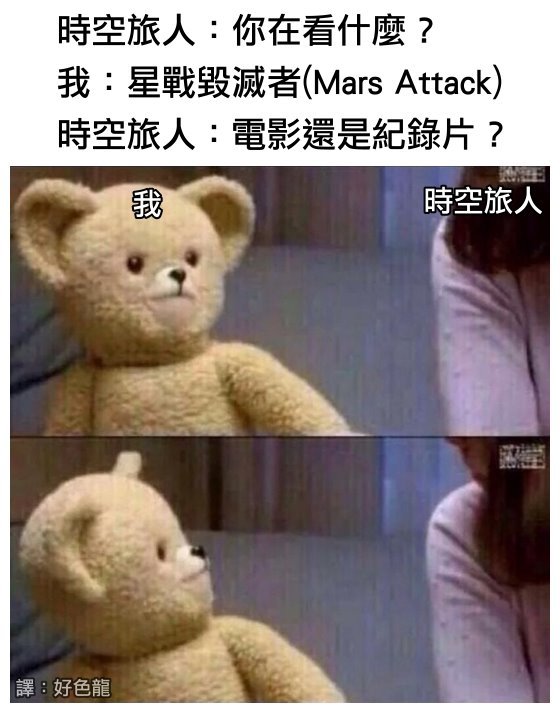 時空旅人：你在看什麼？
我：星戰毀滅者(Mars Attack)
時空旅人：電影還是紀錄片？
我
時空旅人
譯：好色龍